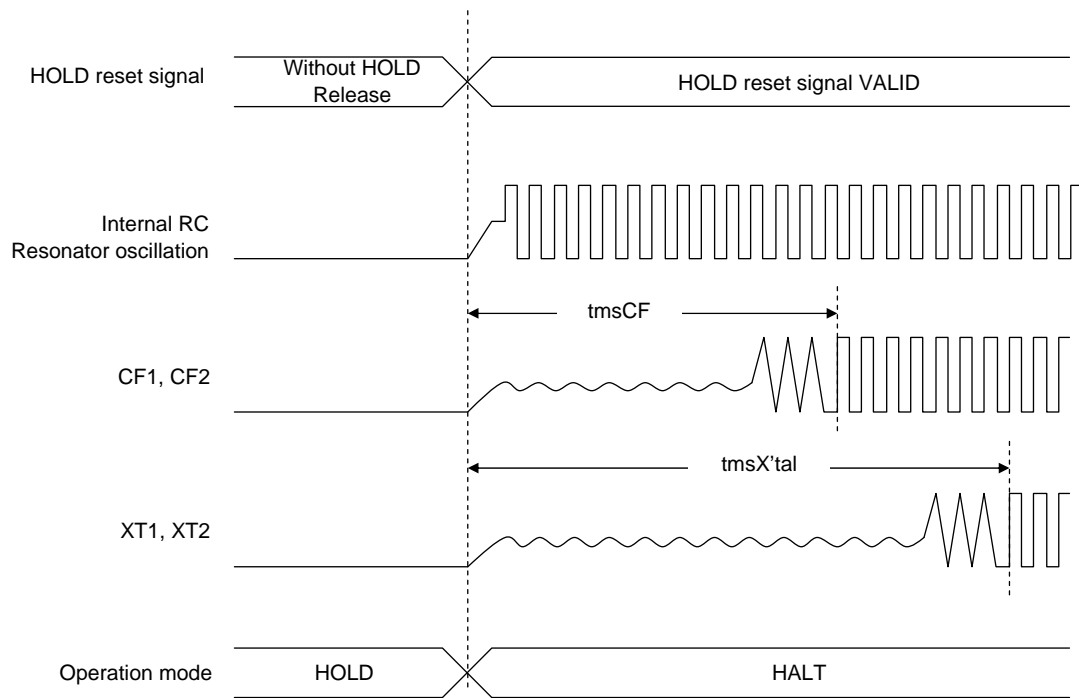 HOLD reset signal
Without HOLD
Release
HOLD reset signal VALID
Internal RC
Resonator oscillation
tmsCF
CF1, CF2
tmsX’tal
XT1, XT2
Operation mode
HOLD
HALT